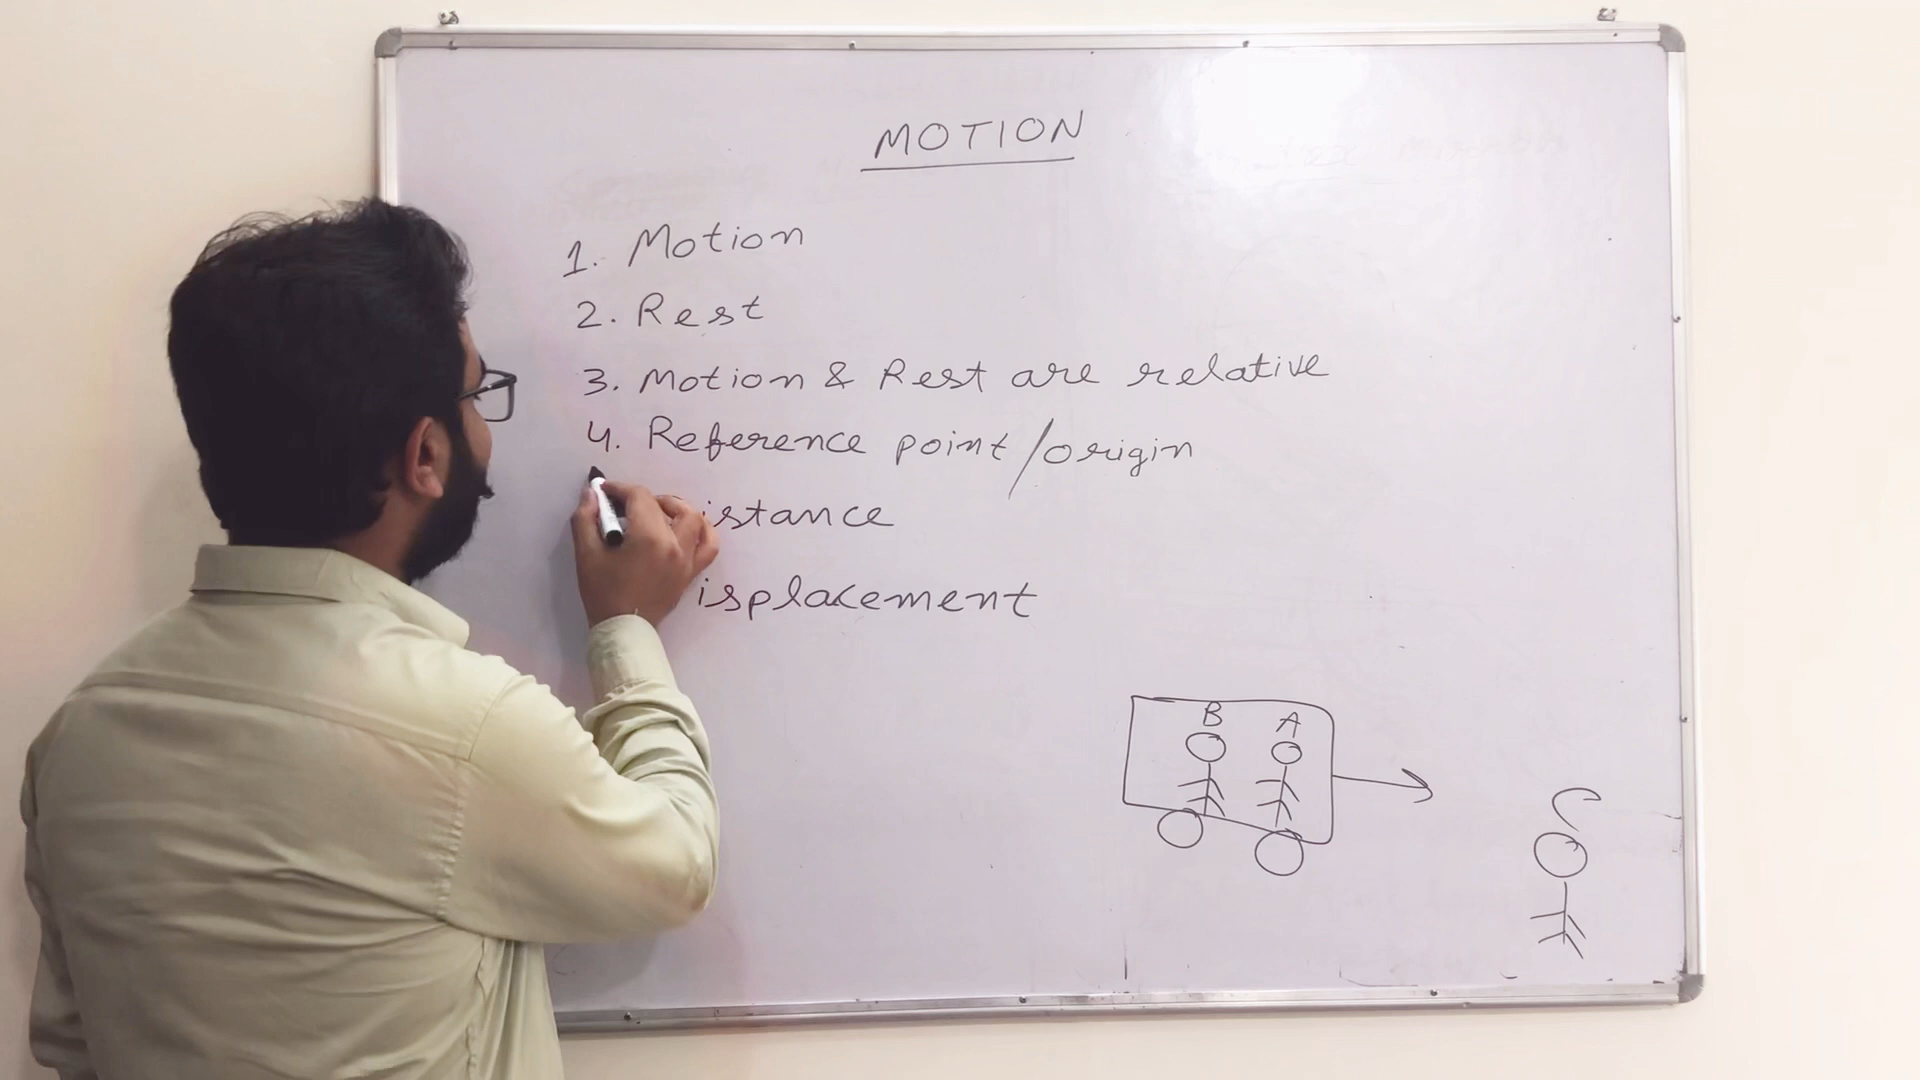 MOTION
1. Motion
2. Rest
3. Motion & Rest are relative
4. Reference point/origin
istance
isplacement
B A
C